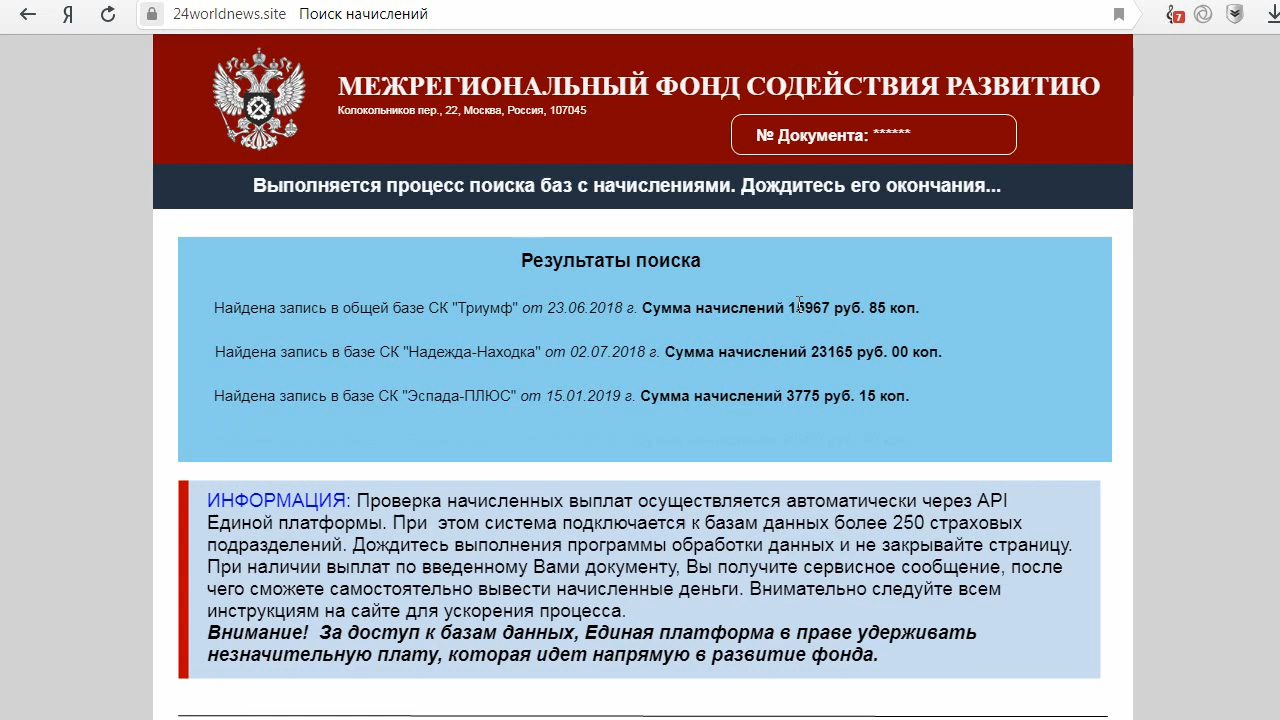 24worldnews.site Поиск начислений
7
МЕЖРЕГИОНАЛЬНЫЙ ФОНД СОДЕЙСТВИЯ РАЗВИТИЮ
Колокольников пер., 22, Москва, Россия, 107045
№ Документа: ******
Выполняется процесс поиска баз с начислениями. Дождитесь его окончания...
Результаты поиска
Найдена запись в общей базе СК "Триумф" от 23.06.2018 г. Сумма начислений 15967 руб. 85 коп.
Найдена запись в базе СК "Надежда-Находка" от 02.07.2018 г. Сумма начислений 23165 руб. 00 коп.
Найдена запись в базе СК "Эспада-ПЛЮС" от 15.01.2019 г. Сумма начислений 3775 руб. 15 коп.
ИНФОРМАЦИЯ: Проверка начисленных выплат осуществляется автоматически через API
Единой платформы. При этом система подключается к базам данных более 250 страховых
подразделений. Дождитесь выполнения программы обработки данных и не закрывайте страницу.
При наличии выплат по введенному Вами документу, Вы получите сервисное сообщение, после
чего сможете самостоятельно вывести начисленные деньги. Внимательно следуйте всем
инструкциям на сайте для ускорения процесса.
Внимание! За доступ к базам данных, Единая платформа в праве удерживать
незначительную плату, которая идет напрямую в развитие фонда.